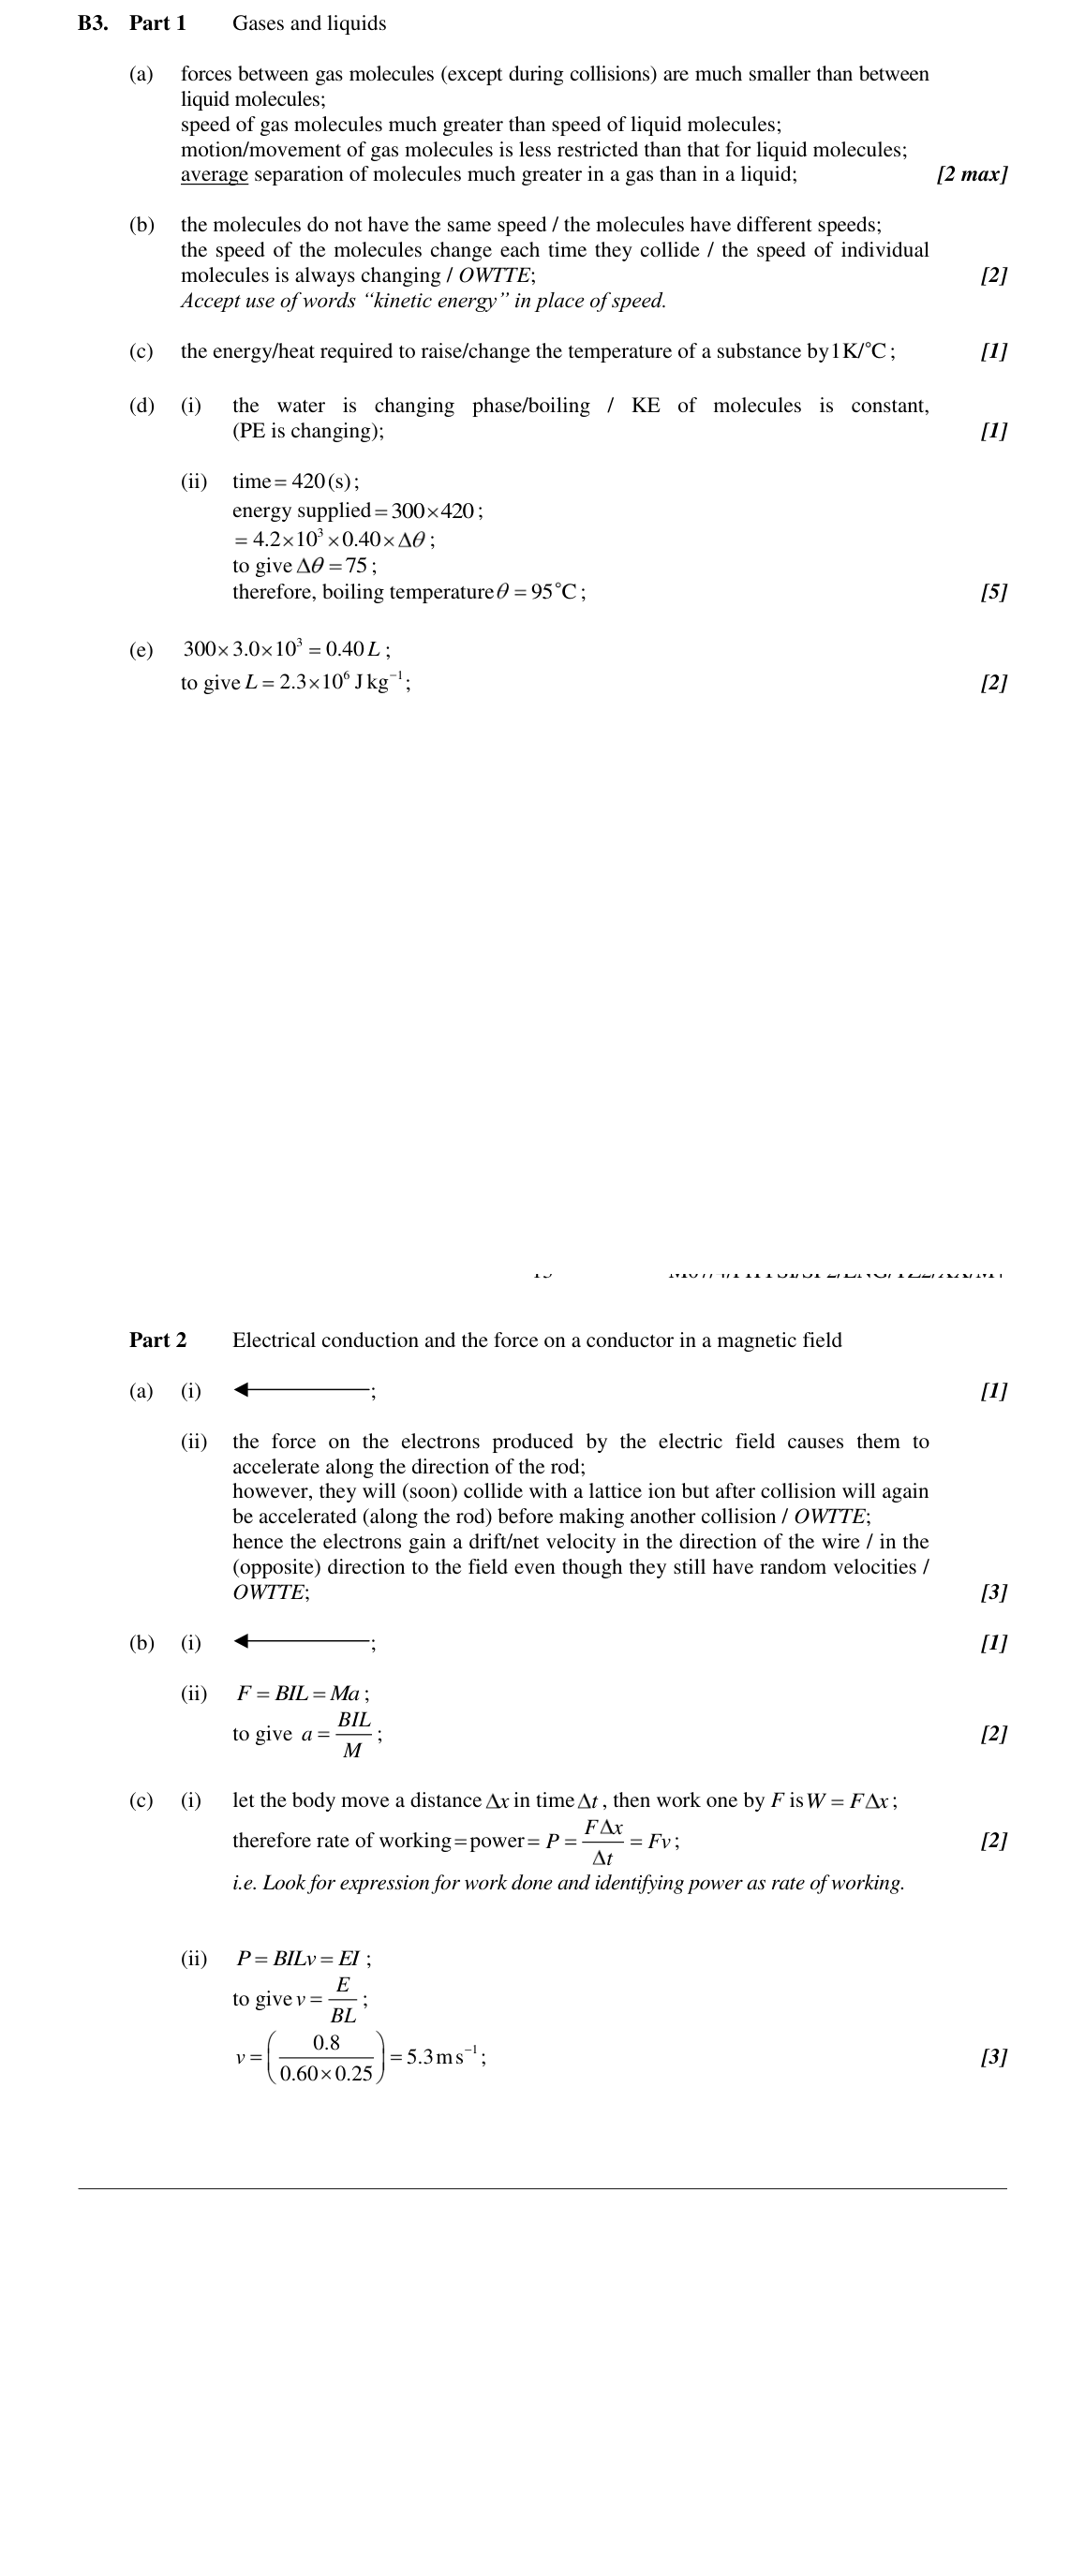 B3. Part 1 Gases and liquids
(a) forces between gas molecules (except during collisions) are much smaller than between
liquid molecules;
speed of gas molecules much greater than speed of liquid molecules;
motion/movement of gas molecules is less restricted than that for liquid molecules;
average separation of molecules much greater in a gas than in a liquid; [2 max]
(b) the molecules do not have the same speed / the molecules have different speeds;
the speed of the molecules change each time they collide / the speed of individual
molecules is always changing / OWTTE; [2]
Accept use of words “kinetic energy” in place of speed.
(c) the energy/heat required to raise/change the temperature of a substance by 1K/°C; [1]
(d) (i) the water is changing phase/boiling / KE of molecules is constant,
(PE is changing); [1]
(ii) time = 420 (s);
energy supplied = 300×420;
= 4.2×10³×0.40×Δθ;
to give Δθ = 75;
therefore, boiling temperature θ = 95°C; [5]
(e) 300×3.0×10³ = 0.40L;
to give L = 2.3×10⁶ J kg⁻¹; [2]
Part 2 Electrical conduction and the force on a conductor in a magnetic field
(a) (i) ; [1]
(ii) the force on the electrons produced by the electric field causes them to
accelerate along the direction of the rod;
however, they will (soon) collide with a lattice ion but after collision will again
be accelerated (along the rod) before making another collision / OWTTE;
hence the electrons gain a drift/net velocity in the direction of the wire / in the
(opposite) direction to the field even though they still have random velocities /
OWTTE; [3]
(b) (i) ; [1]
(ii) F = BIL = Ma;
to give a = BIL/M; [2]
(c) (i) let the body move a distance Δx in time Δt, then work one by F is W = FΔx;
therefore rate of working = power = P = FΔx/Δt = Fv; [2]
i.e. Look for expression for work done and identifying power as rate of working.
(ii) P = BILv = EI;
to give v = E/BL;
v = (0.8/(0.60×0.25)) = 5.3 m s⁻¹; [3]